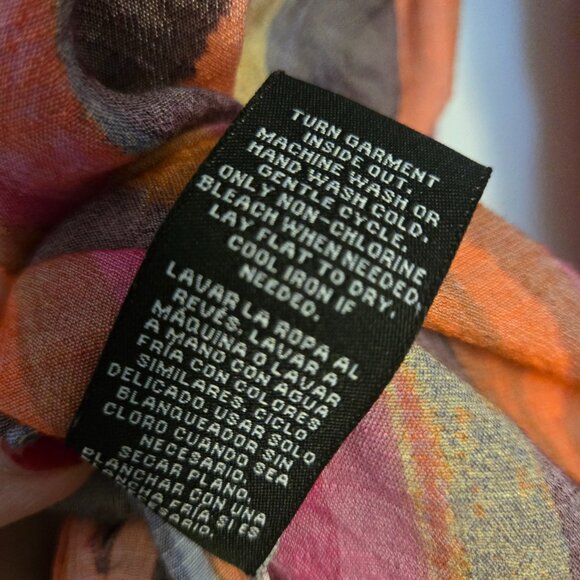 TURN GARMENT
INSIDE OUT.
MACHINE WASH OR
HAND WASH COLD.
GENTLE CYCLE.
ONLY NON-CHLORINE
BLEACH WHEN NEEDED.
LAY FLAT TO DRY.
COOL IRON IF
NEEDED.
LAVAR LA ROPA AL
REVÉS. LAVAR A
MÁQUINA O LAVAR
A MANO CON AGUA
FRÍA CON COLORES
SIMILARES. CICLO
DELICADO. USAR SOLO
BLANQUEADOR SIN
CLORO CUANDO SEA
NECESARIO.
SEGAR PLANO.
PLANCHAR CON UNA
PLANCHA FRÍA SI ES
NECESARIO.